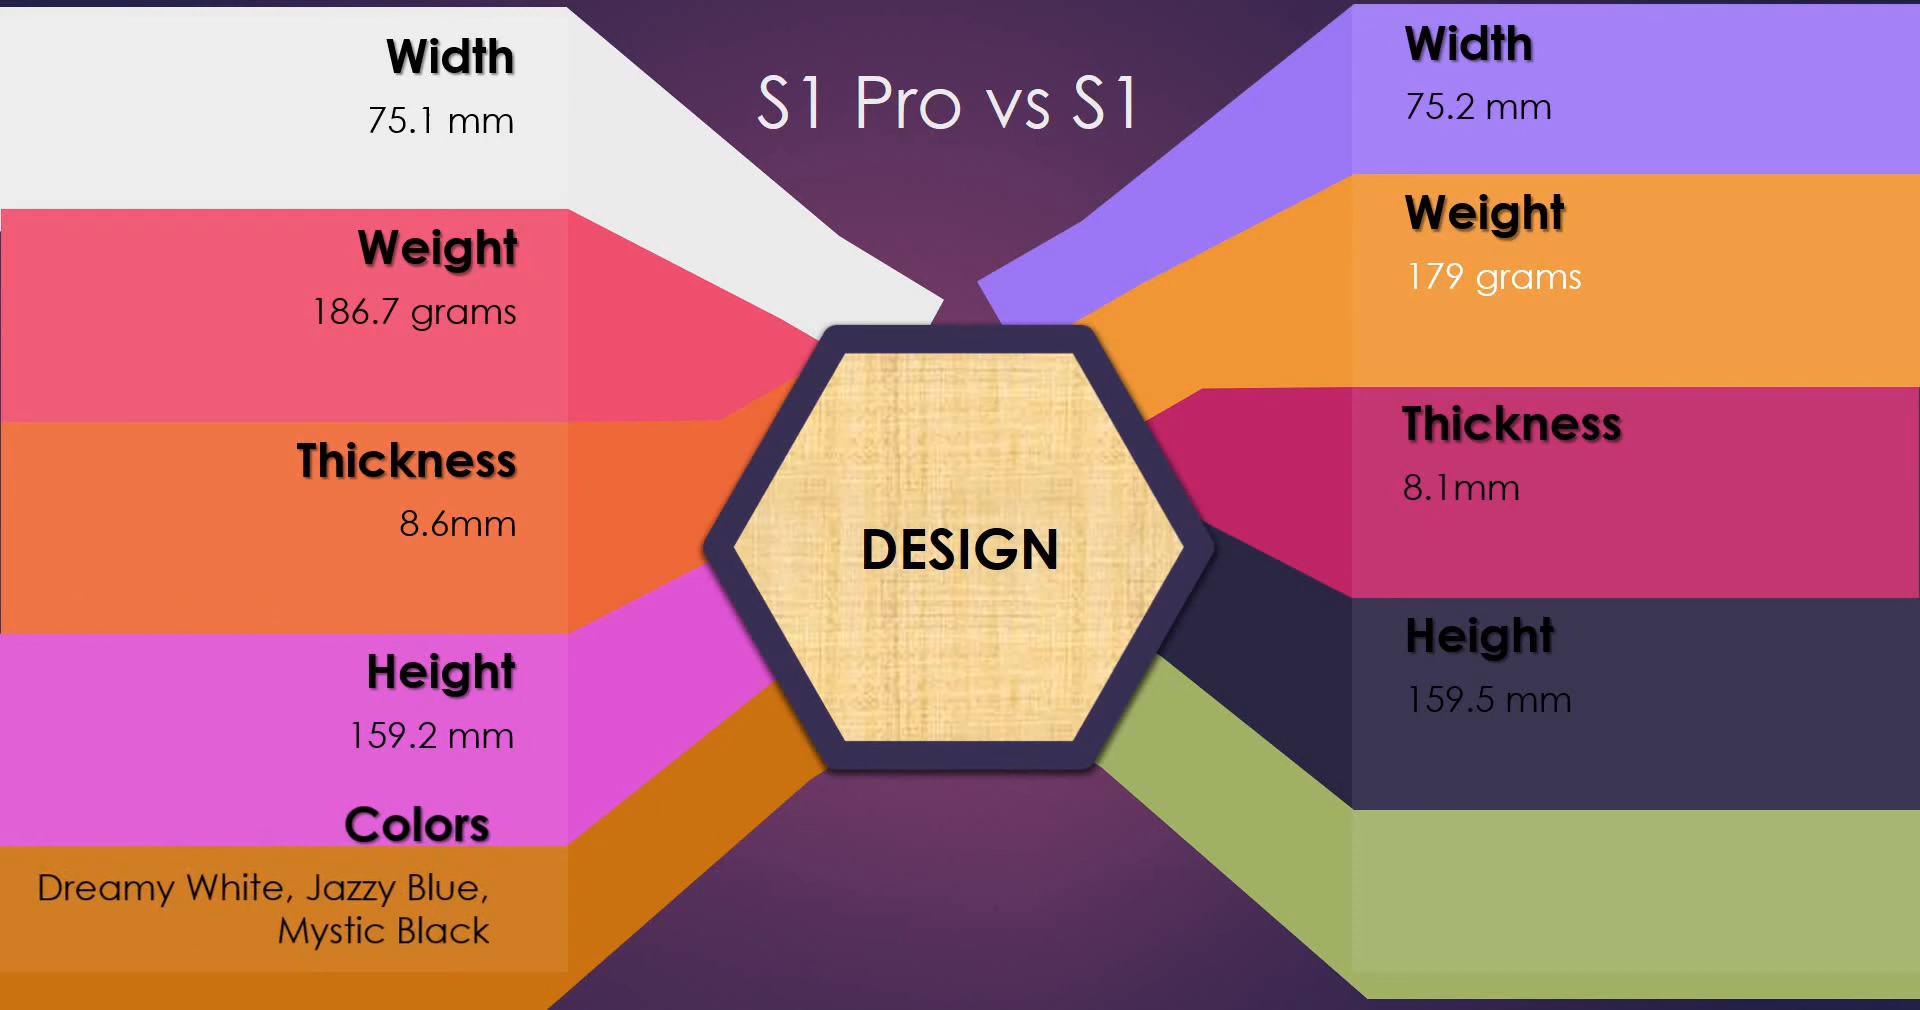 S1 Pro vs S1
Width
75.1 mm
Weight
186.7 grams
Thickness
8.6mm
Height
159.2 mm
Colors
Dreamy White, Jazzy Blue,
Mystic Black
DESIGN
Width
75.2 mm
Weight
179 grams
Thickness
8.1mm
Height
159.5 mm